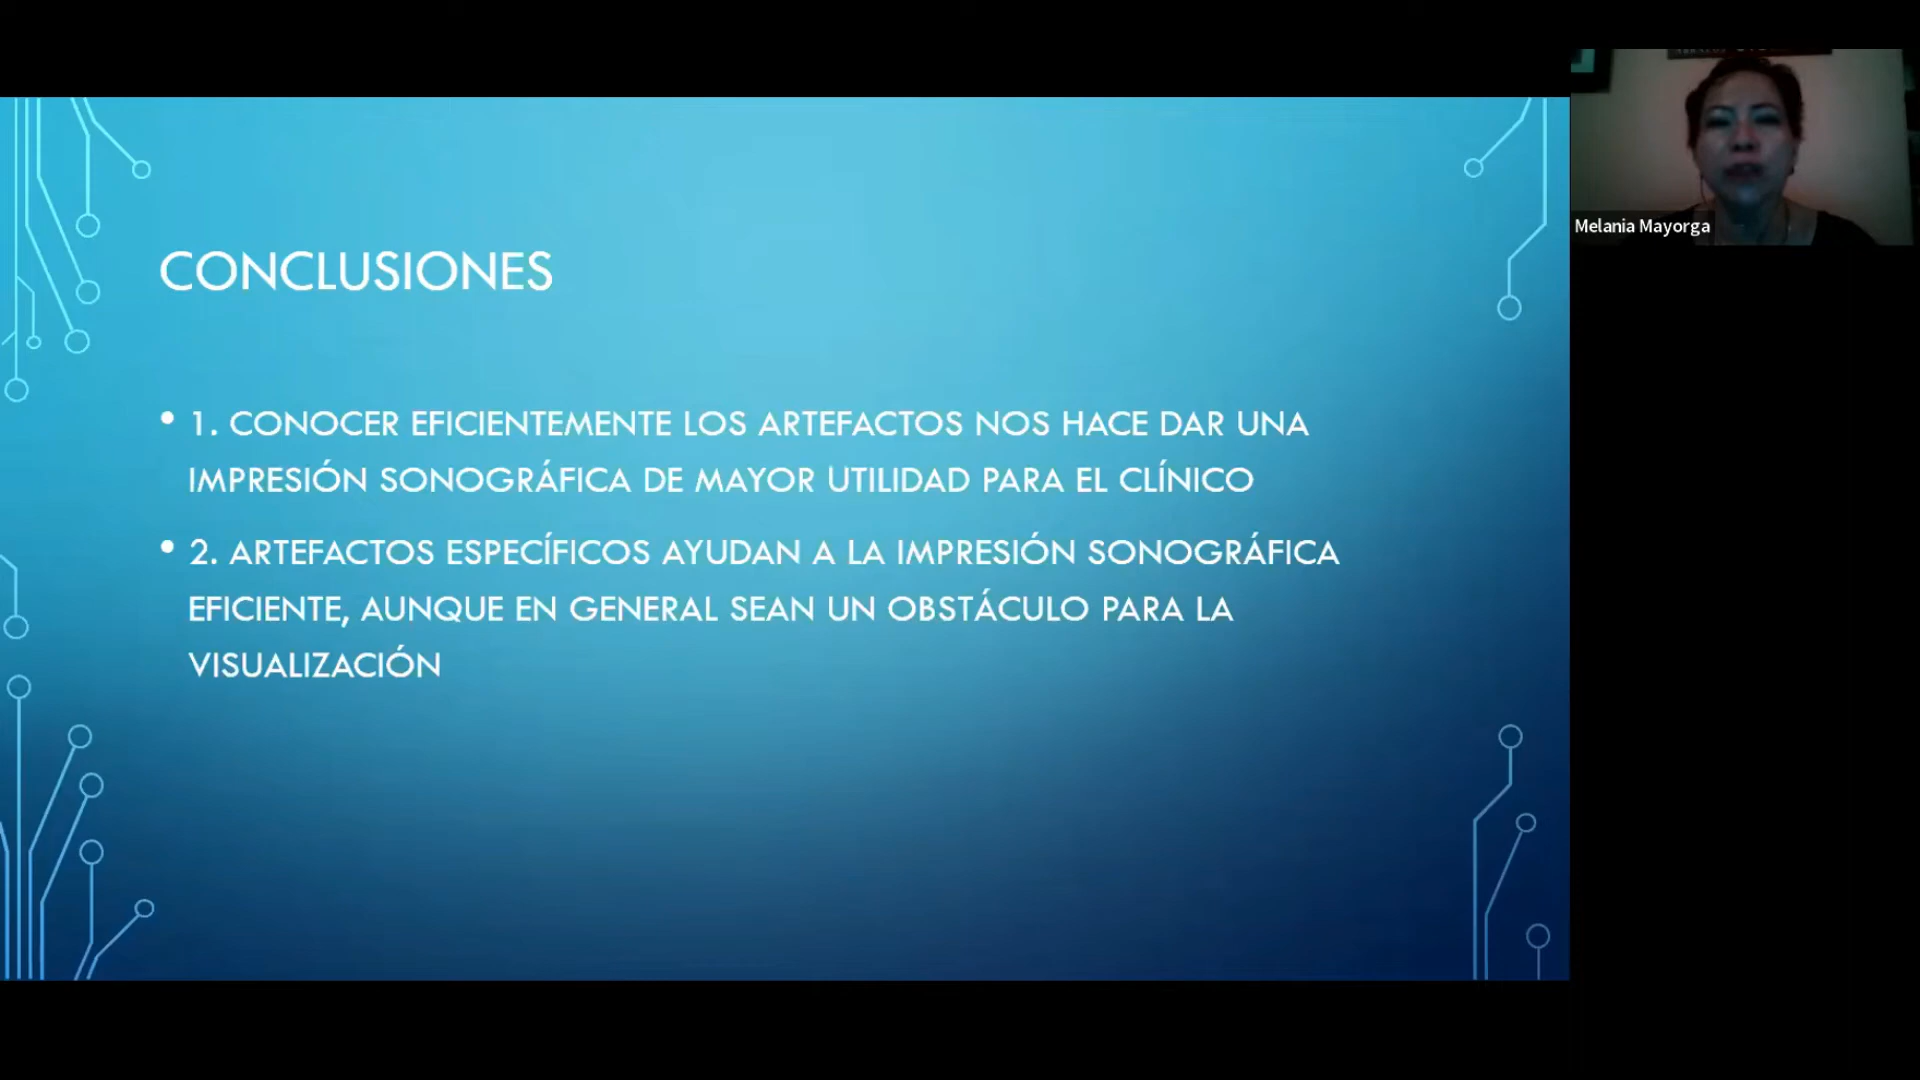 CONCLUSIONES
• 1. CONOCER EFICIENTEMENTE LOS ARTEFACTOS NOS HACE DAR UNA
IMPRESIÓN SONOGRÁFICA DE MAYOR UTILIDAD PARA EL CLÍNICO
• 2. ARTEFACTOS ESPECÍFICOS AYUDAN A LA IMPRESIÓN SONOGRÁFICA
EFICIENTE, AUNQUE EN GENERAL SEAN UN OBSTÁCULO PARA LA
VISUALIZACIÓN
Melania Mayorga